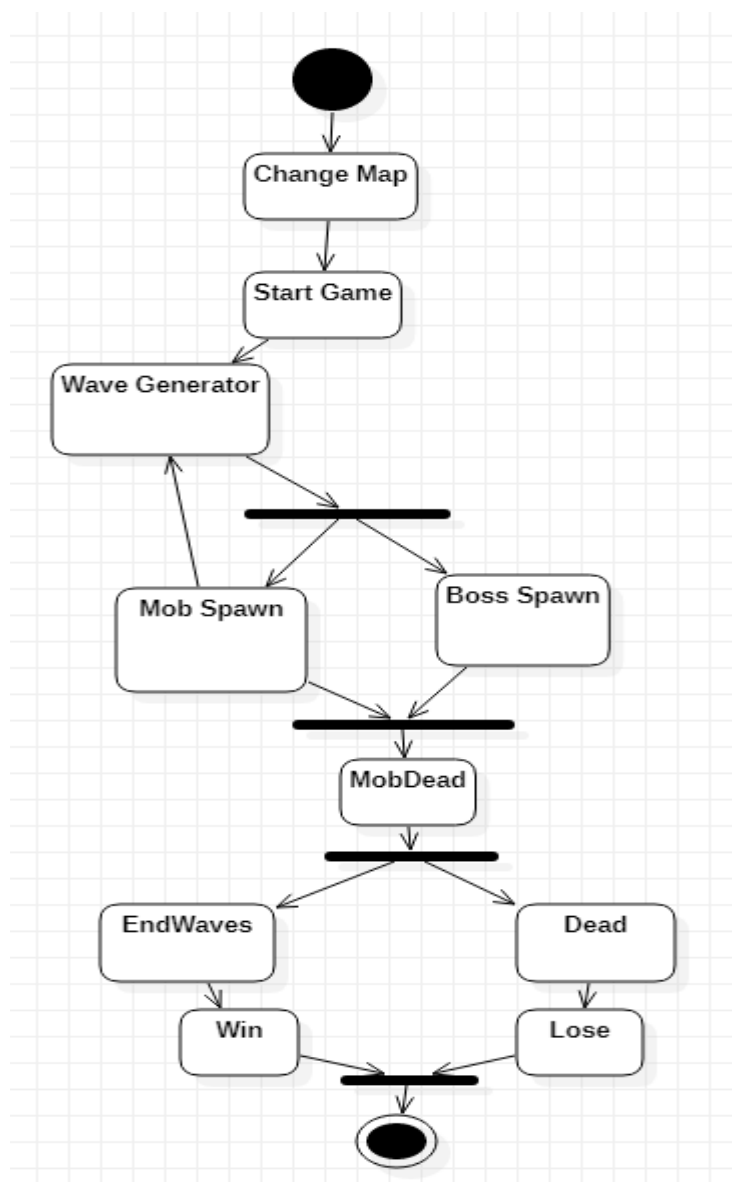 Change Map
Start Game
Wave Generator
Mob Spawn
Boss Spawn
MobDead
EndWaves
Dead
Win
Lose